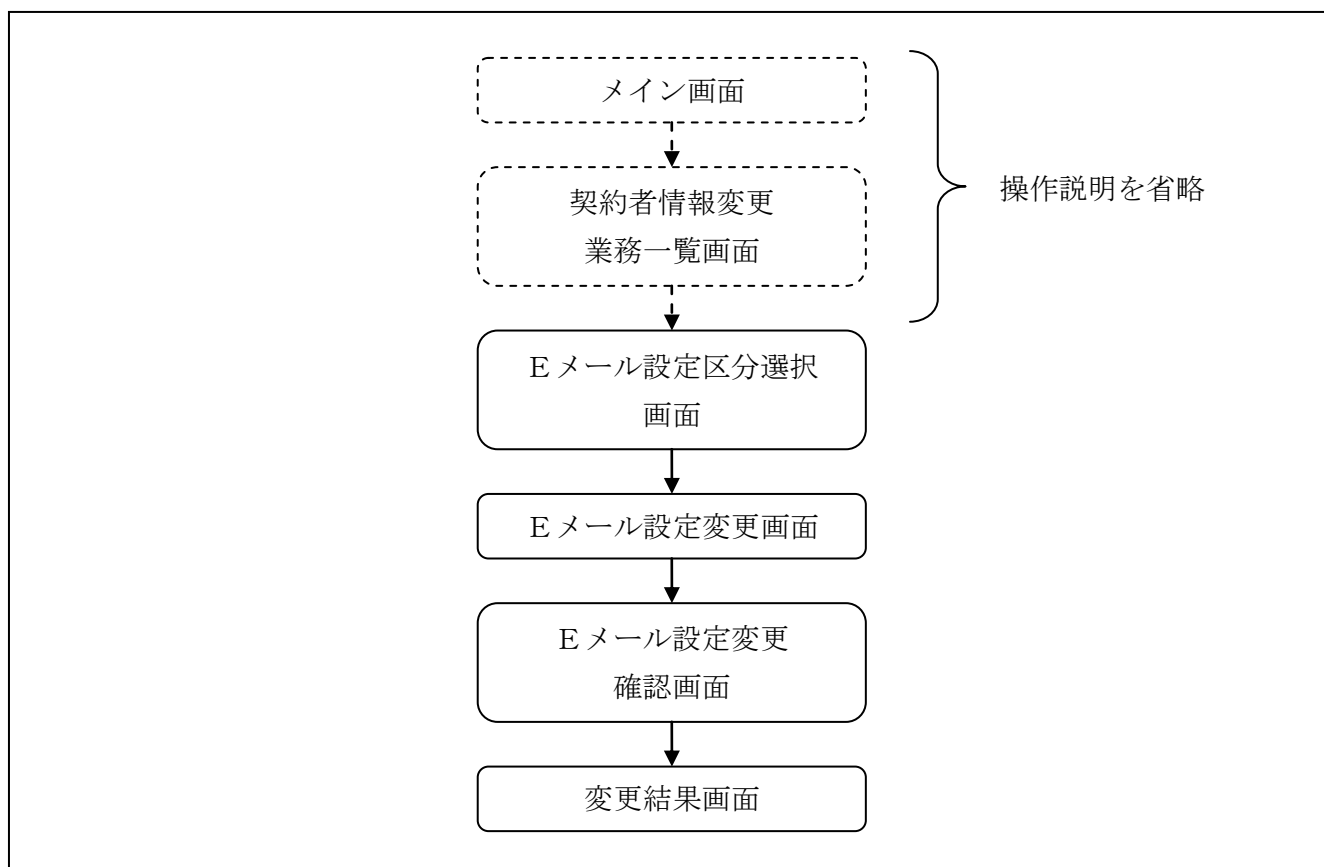 メイン画面
契約者情報変更
業務一覧画面
操作説明を省略
Ｅメール設定区分選択
画面
Ｅメール設定変更画面
Ｅメール設定変更
確認画面
変更結果画面